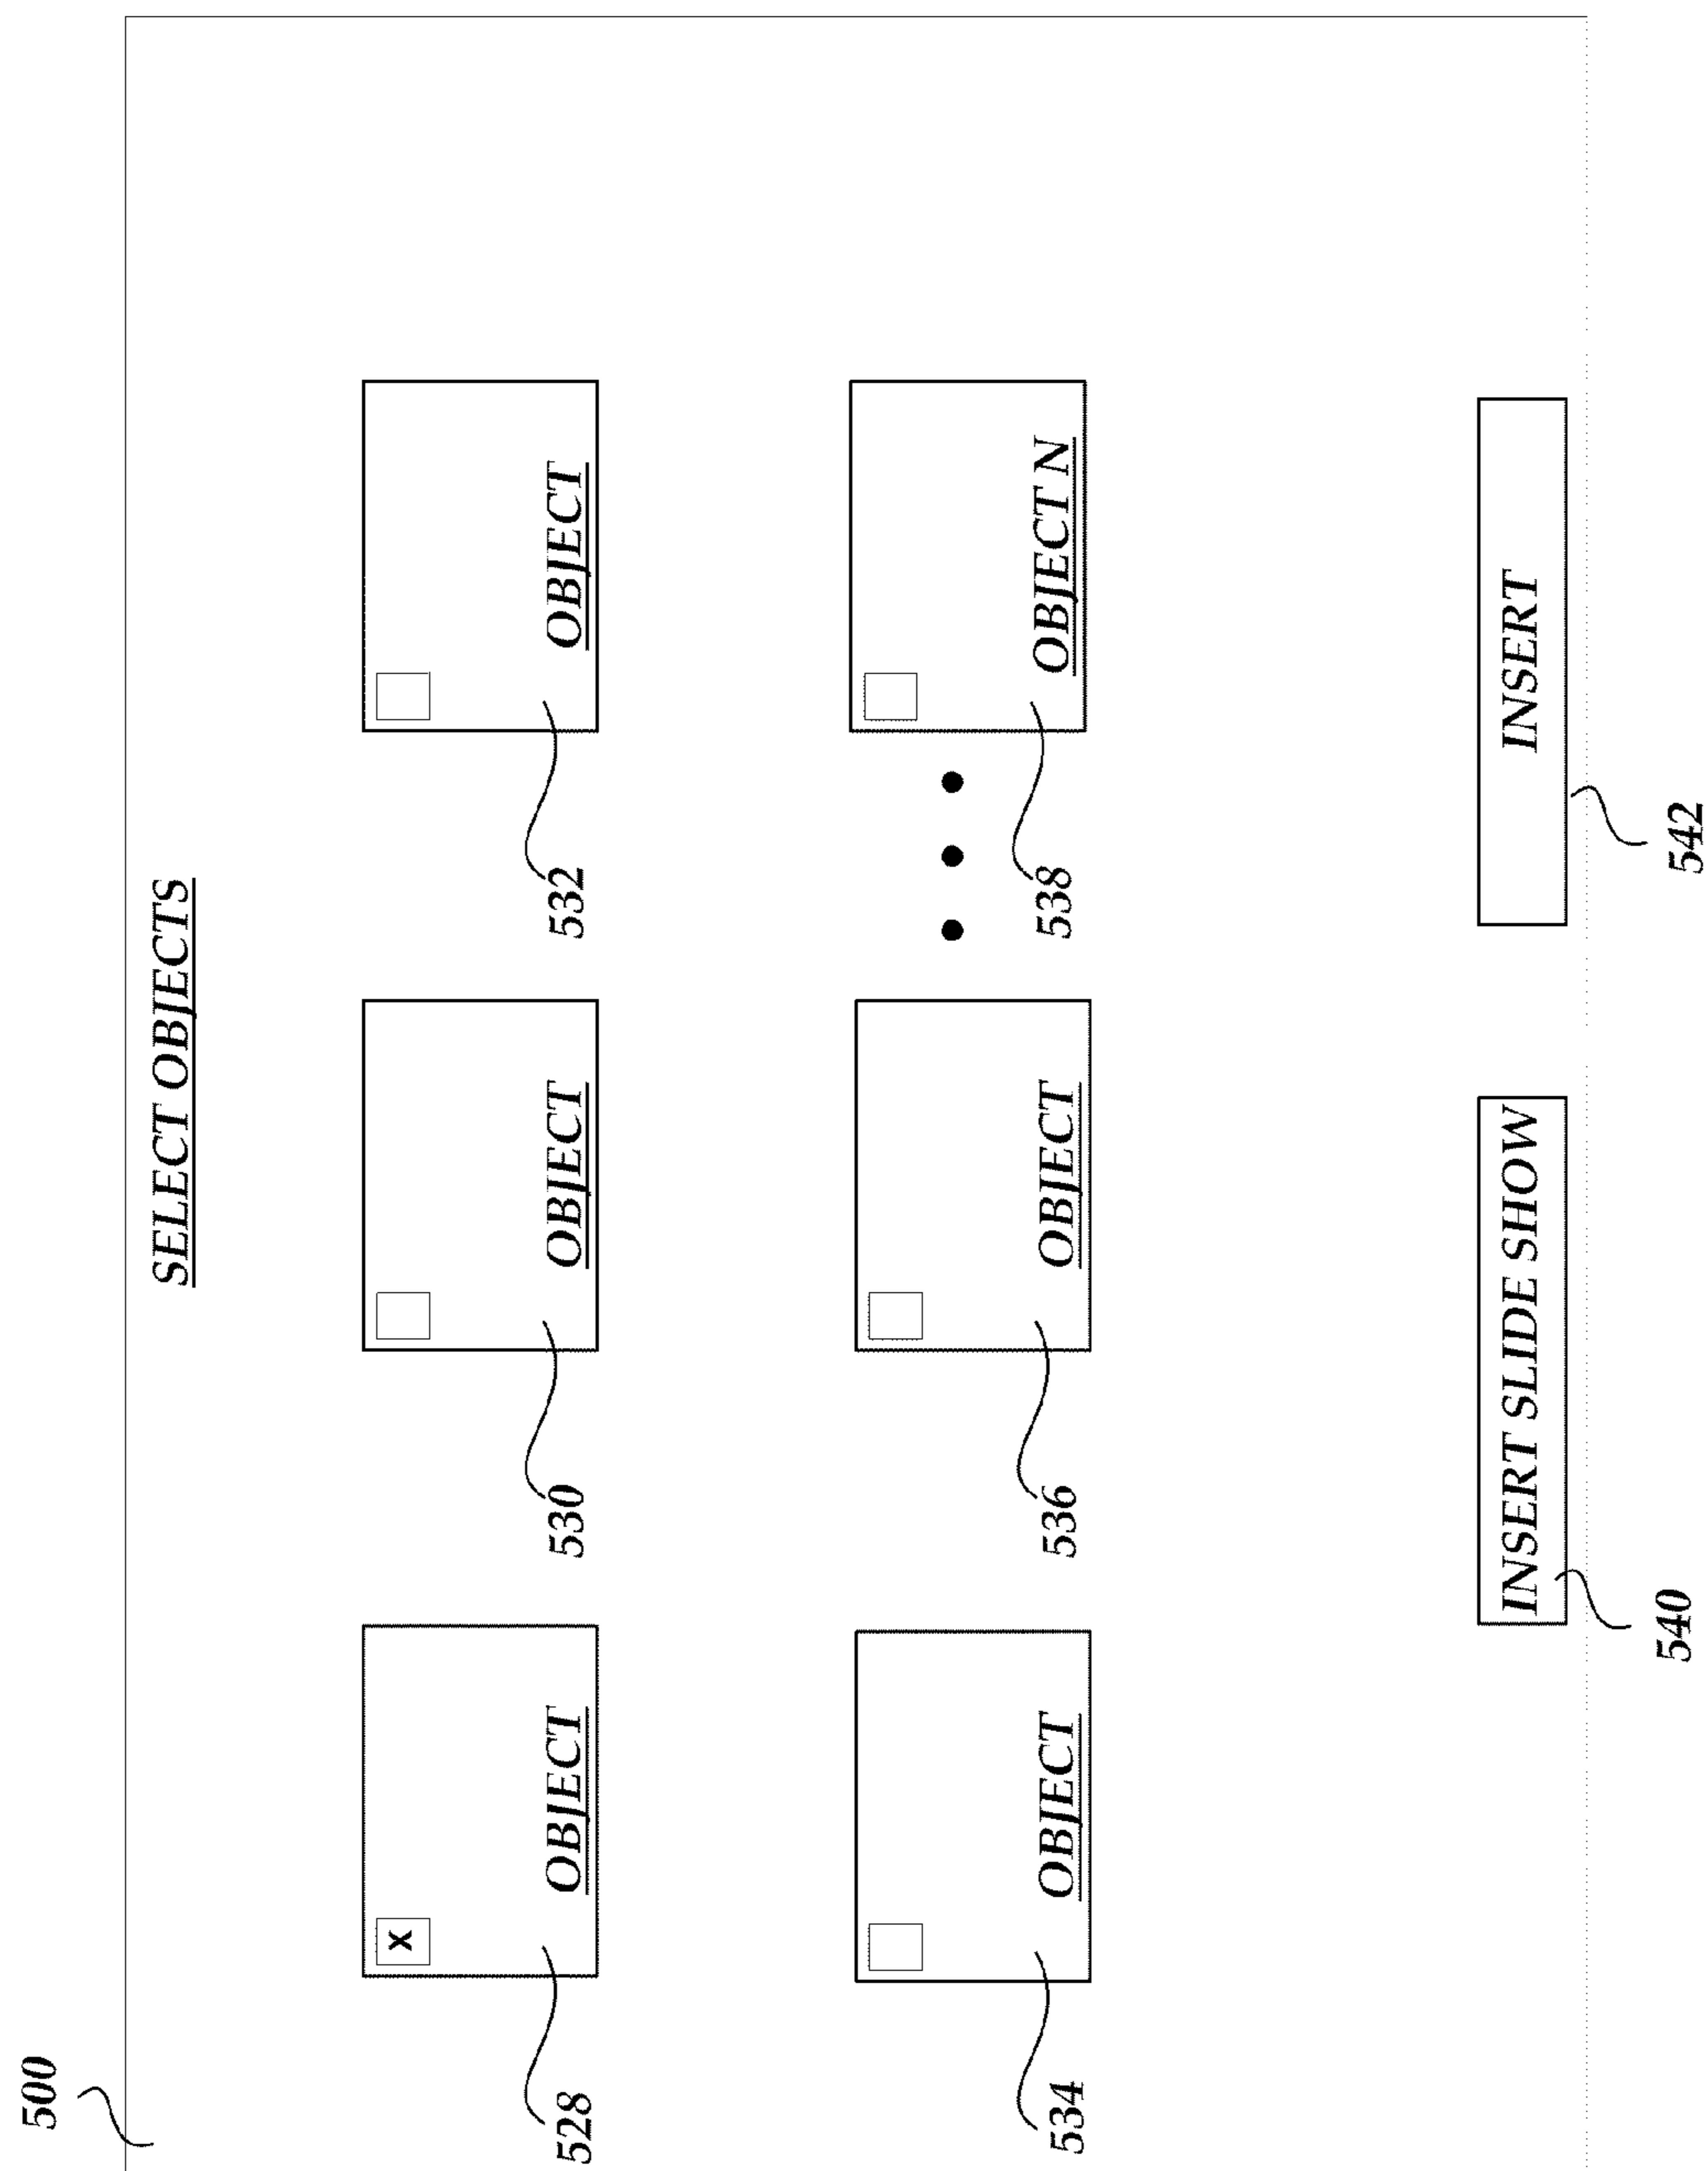 500
SELECT OBJECTS
X
OBJECT
OBJECT
OBJECT
528
530
532
OBJECT
OBJECT
OBJECT N
534
536
538
INSERT SLIDE SHOW
INSERT
540
542